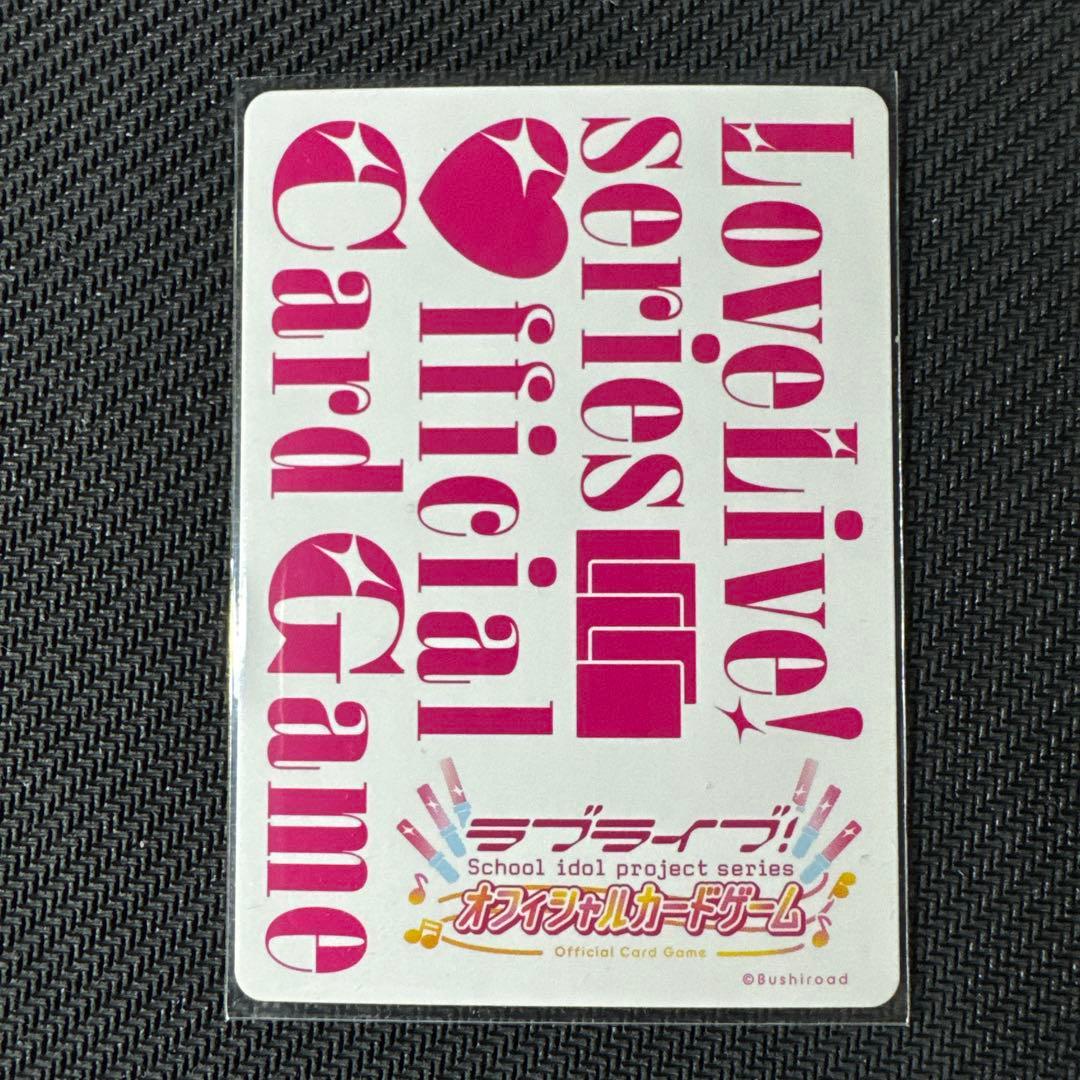 LoveLive!
series
♥fficial
Card Game
ラブライブ!
School idol project series
オフィシャルカードゲーム
Official Card Game
©Bushiroad